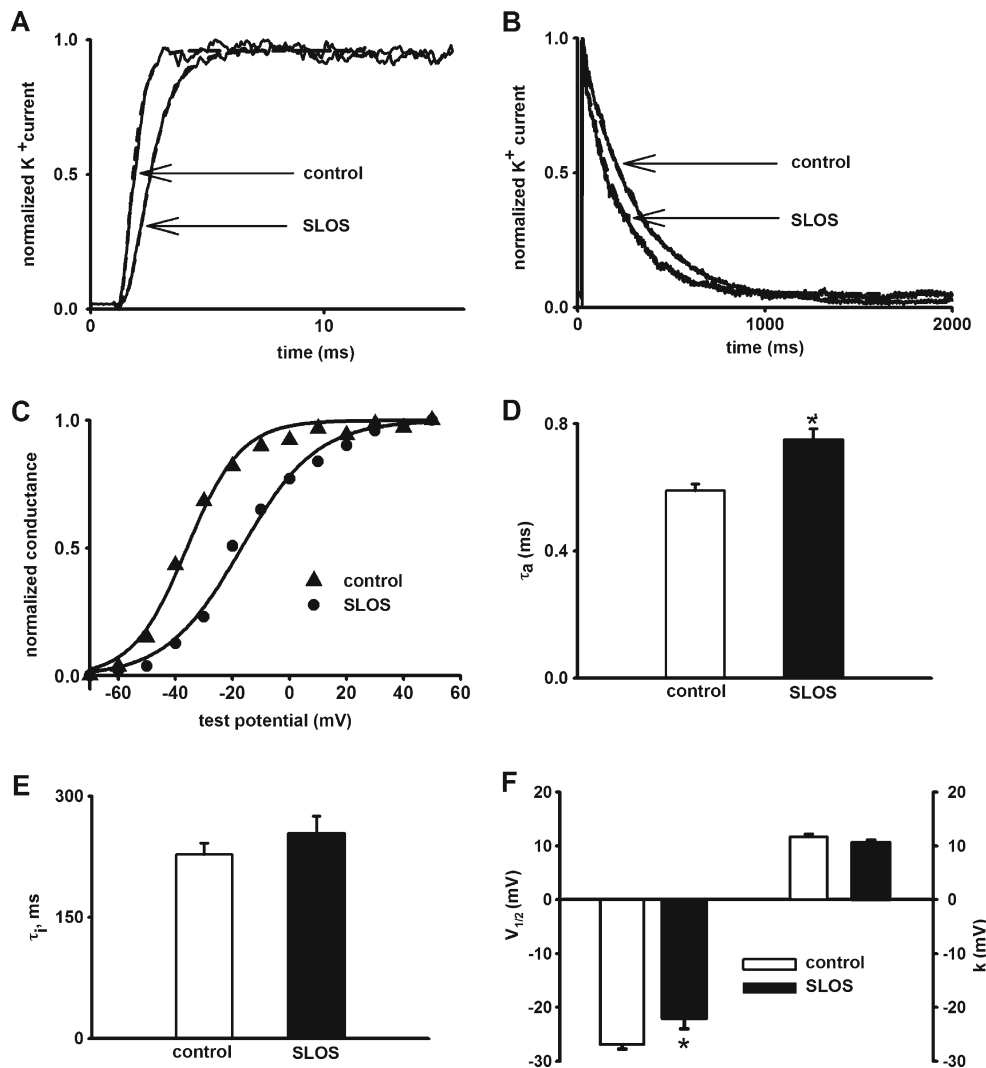 A
1.0
0.5
0.0
normalized K + current
control
SLOS
0
10
time (ms)
B
1.0
0.5
0.0
normalized K + current
control
SLOS
0
1000
2000
time (ms)
C
1.0
0.5
0.0
normalized conductance
control
SLOS
-60
-40
-20
0
20
40
60
test potential (mV)
D
0.8
0.4
0.0
τa (ms)
*
control
SLOS
E
300
150
0
τi, ms
control
SLOS
F
20
10
0
-10
-20
-30
V1/2 (mV)
*
control
SLOS
20
10
0
-10
-20
-30
k (mV)